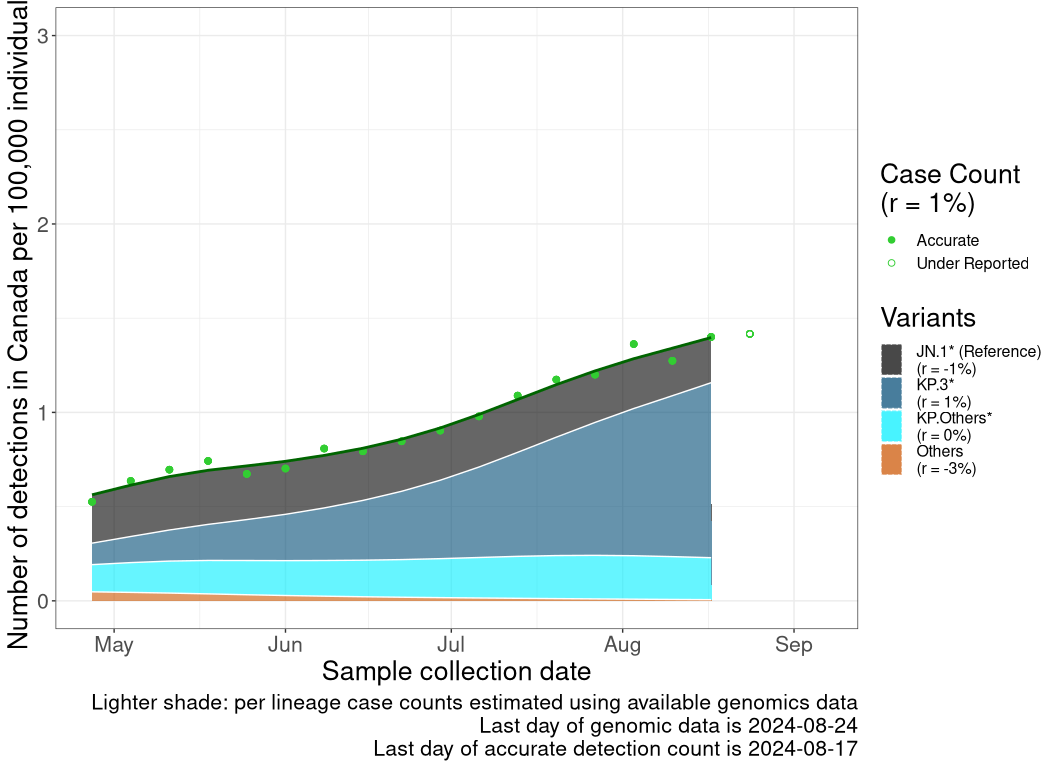 Number of detections in Canada per 100,000 individual
3
2
1
0
May
Jun
Jul
Aug
Sep
Sample collection date
Lighter shade: per lineage case counts estimated using available genomics data
Last day of genomic data is 2024-08-24
Last day of accurate detection count is 2024-08-17
Case Count
(r = 1%)
Accurate
Under Reported
Variants
JN.1* (Reference)
(r = -1%)
KP.3*
(r = 1%)
KP.Others*
(r = 0%)
Others
(r = -3%)